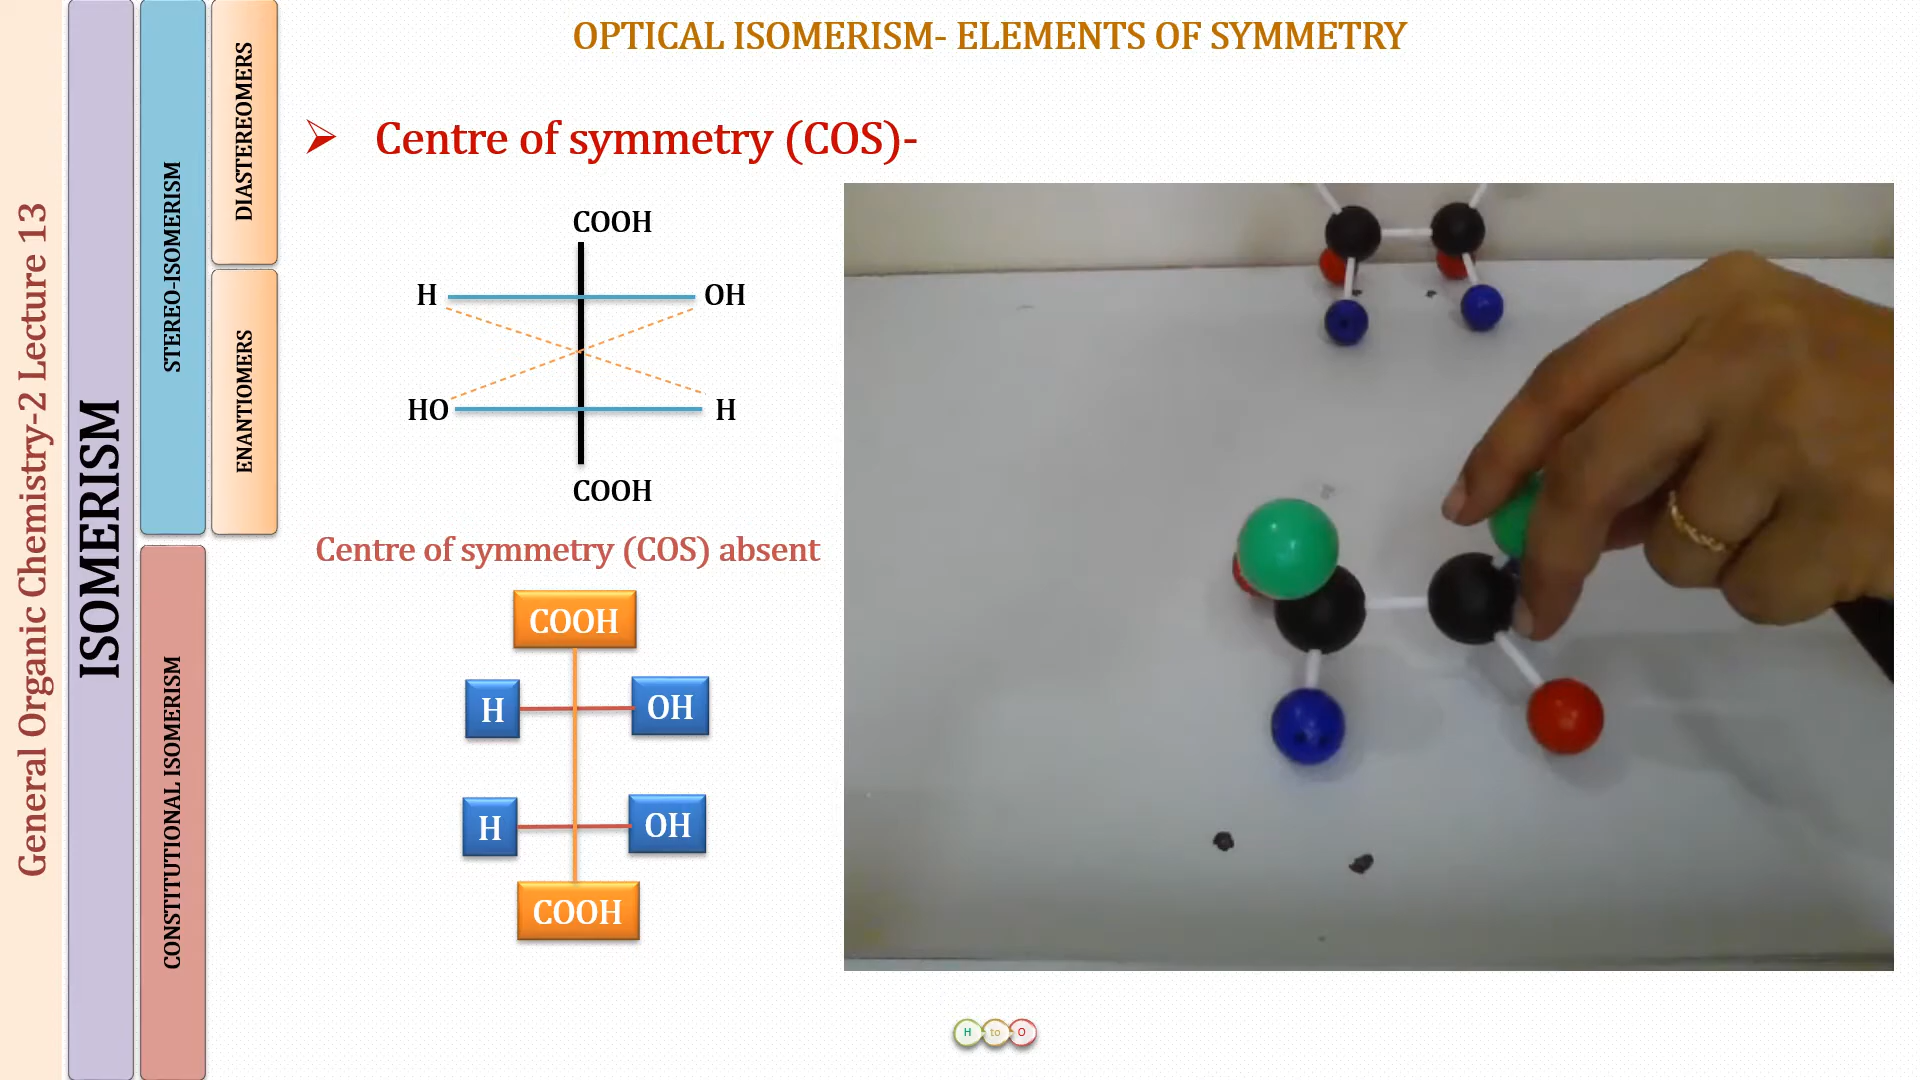 OPTICAL ISOMERISM- ELEMENTS OF SYMMETRY
General Organic Chemistry-2 Lecture 13
ISOMERISM
STEREO-ISOMERISM
CONSTITUTIONAL ISOMERISM
DIASTEREOMERS
ENANTIOMERS
Centre of symmetry (COS)-
COOH
H OH
HO H
COOH
Centre of symmetry (COS) absent
COOH
H OH
H OH
COOH
H to O